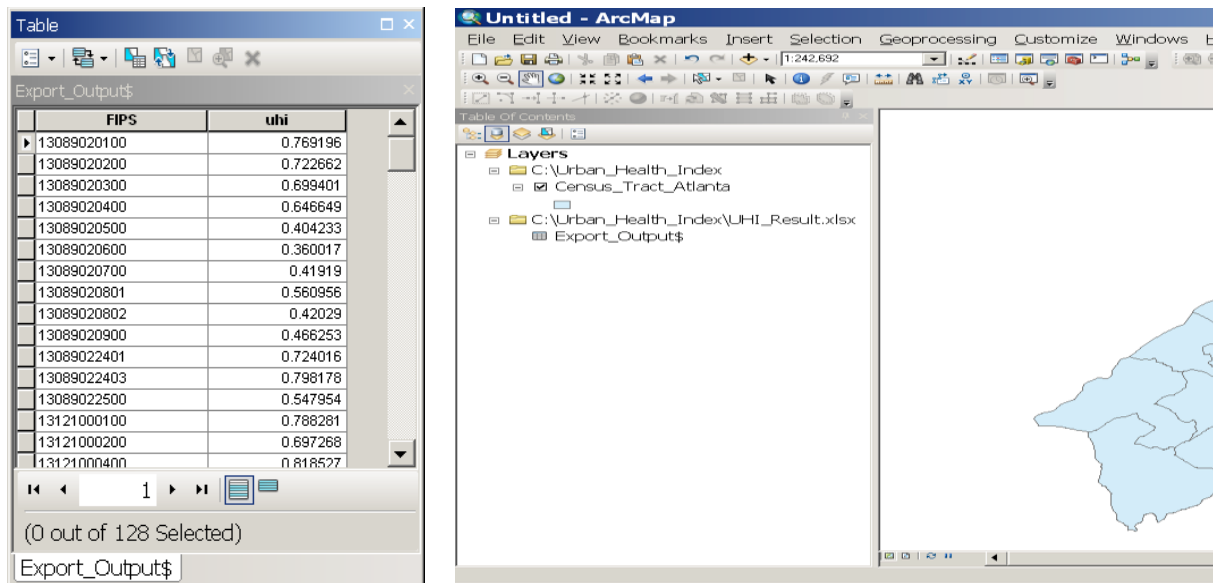 Table
Export_Output$
FIPS uhi
13089020100 0.769196
13089020200 0.722662
13089020300 0.699401
13089020400 0.646649
13089020500 0.404233
13089020600 0.360017
13089020700 0.41919
13089020801 0.560956
13089020802 0.42029
13089020900 0.466253
13089022401 0.724016
13089022403 0.798178
13089022500 0.547954
13121000100 0.788281
13121000200 0.697268
13121000400 0.818527
1
(0 out of 128 Selected)
Export_Output$
Untitled - ArcMap
File Edit View Bookmarks Insert Selection Geoprocessing Customize Windows
1:242,692
Table Of Contents
Layers
C:\Urban_Health_Index
Census_Tract_Atlanta
C:\Urban_Health_Index\UHI_Result.xlsx
Export_Output$